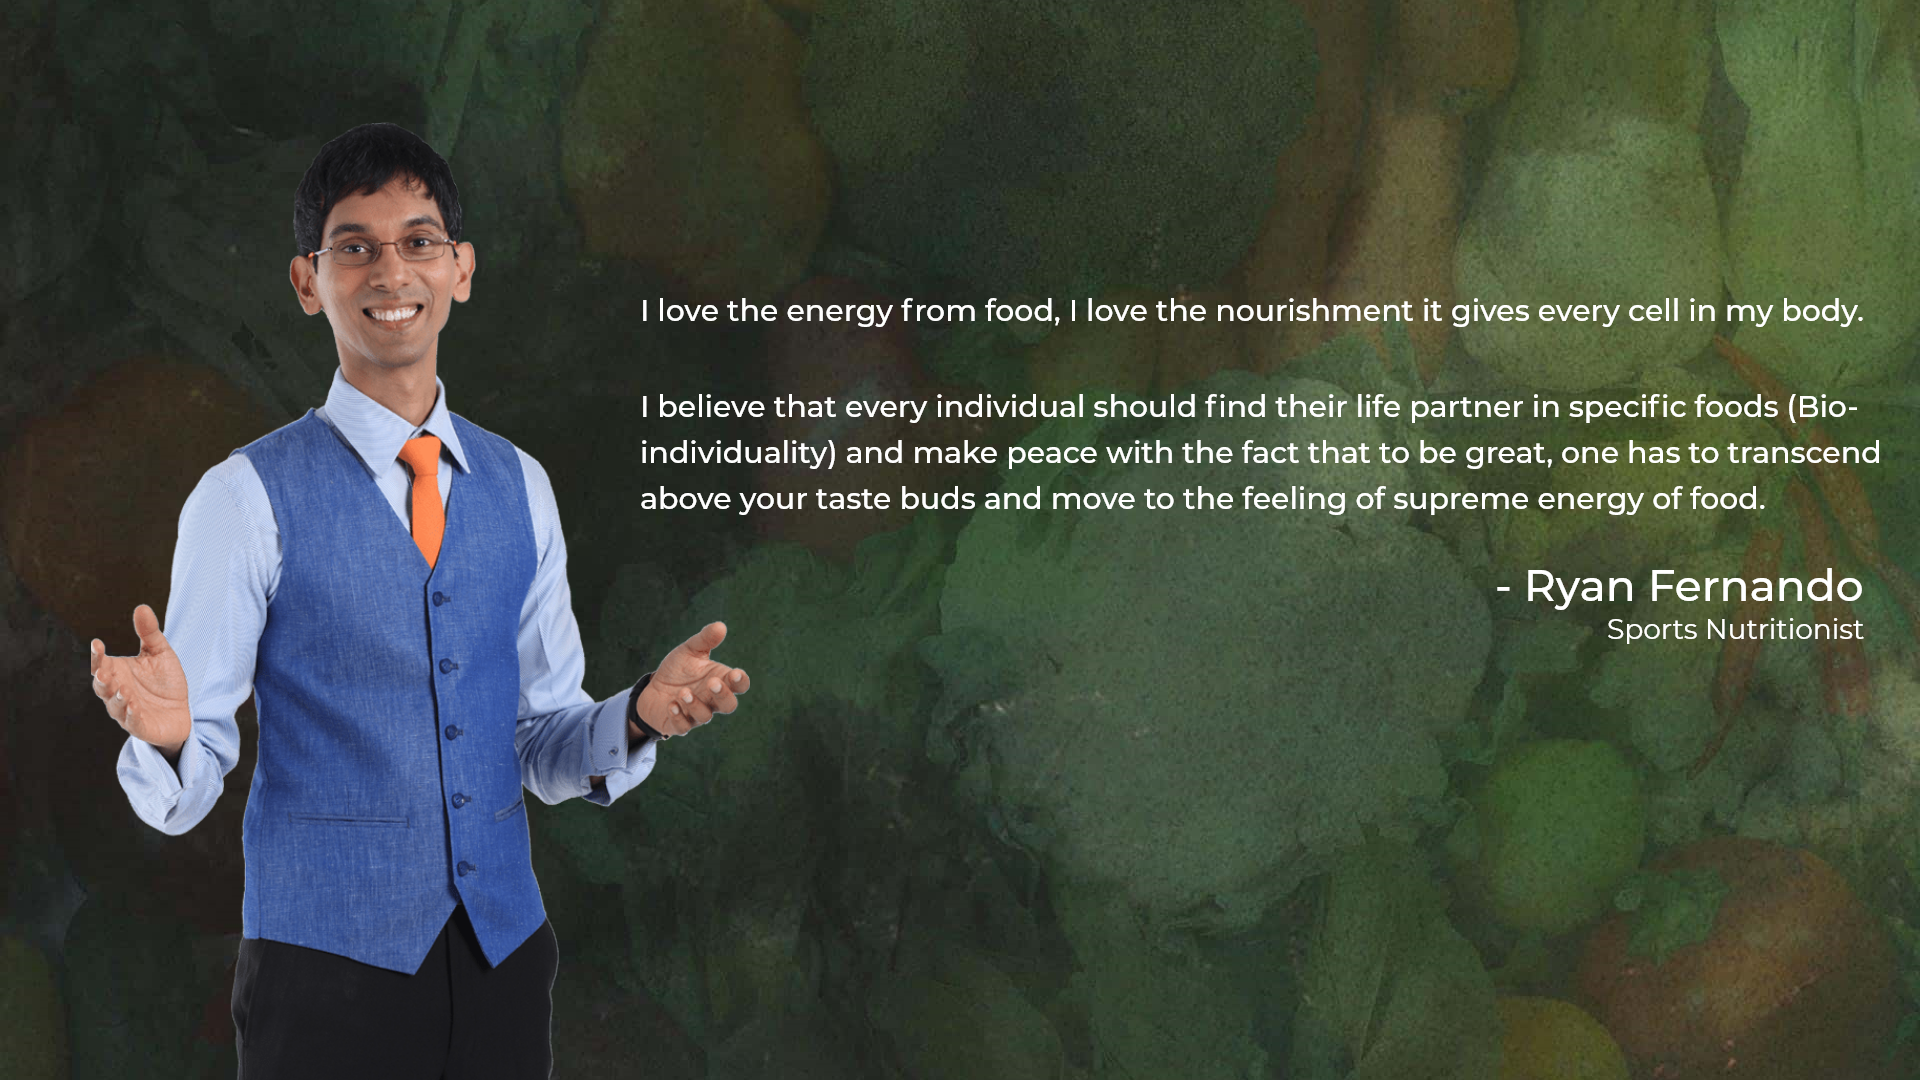 I love the energy from food, I love the nourishment it gives every cell in my body.
I believe that every individual should find their life partner in specific foods (Bio-
individuality) and make peace with the fact that to be great, one has to transcend
above your taste buds and move to the feeling of supreme energy of food.
- Ryan Fernando
Sports Nutritionist